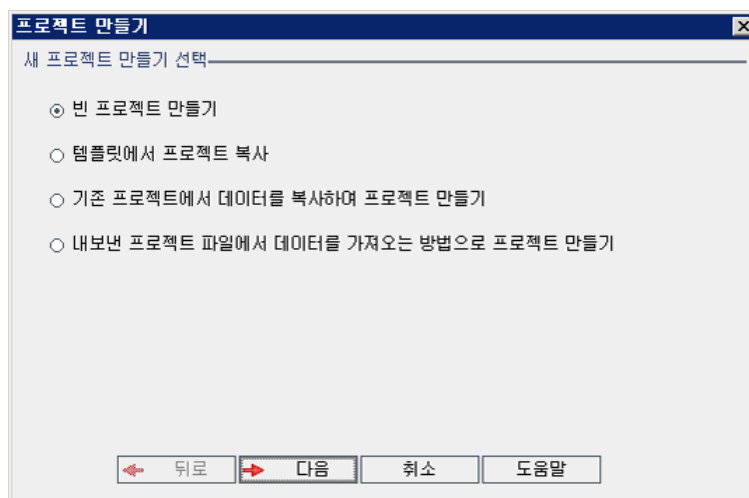 프로젝트 만들기
새 프로젝트 만들기 선택
빈 프로젝트 만들기
템플릿에서 프로젝트 복사
기존 프로젝트에서 데이터를 복사하여 프로젝트 만들기
내보낸 프로젝트 파일에서 데이터를 가져오는 방법으로 프로젝트 만들기
뒤로 다음 취소 도움말